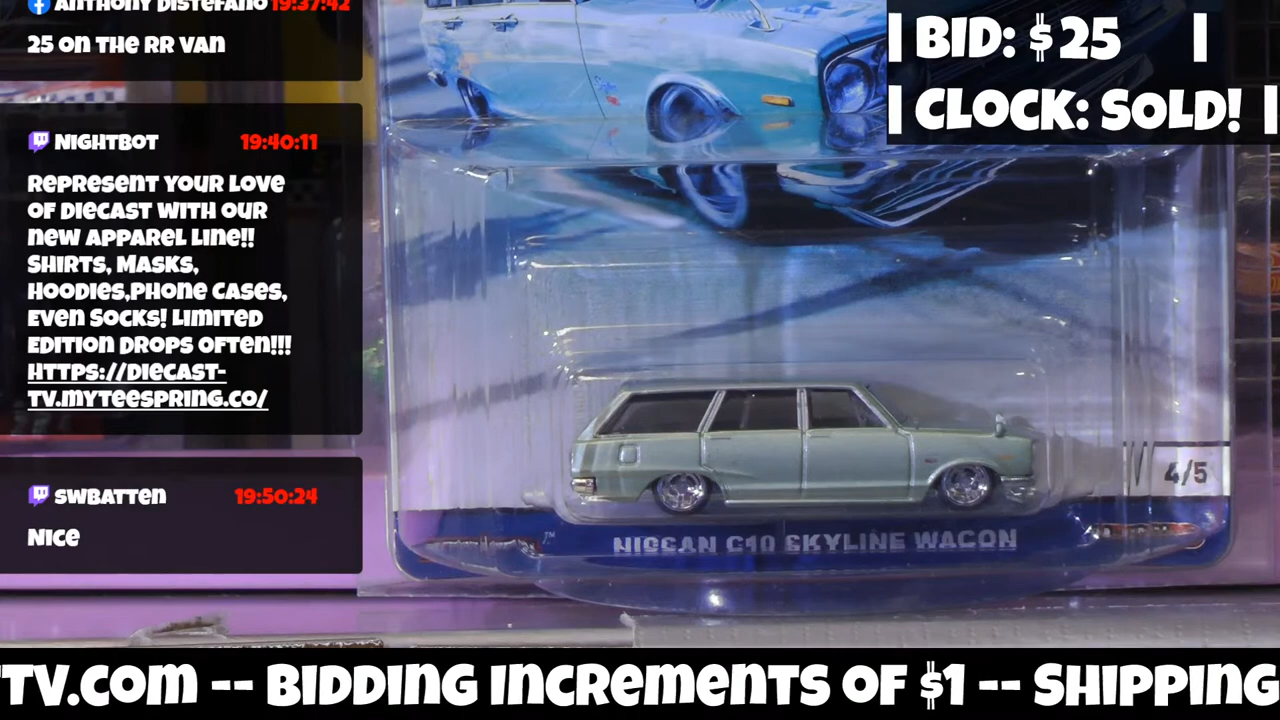 ANTHONY DISTEFANO 19:37:42
25 ON THE RR VAN
NIGHTBOT 19:40:11
REPRESENT YOUR LOVE
OF DIECAST WITH OUR
NEW APPAREL LINE!!
SHIRTS, MASKS,
HOODIES,PHONE CASES,
EVEN SOCKS! LIMITED
EDITION DROPS OFTEN!!!
HTTPS://DIECAST-
TV.MYTEESPRING.CO/
SWBATTEN 19:50:24
NICE
| BID: $25 |
| CLOCK: SOLD! |
4/5
™
NISSAN C10 SKYLINE WAGON
TV.COM -- BIDDING INCREMENTS OF $1 -- SHIPPING